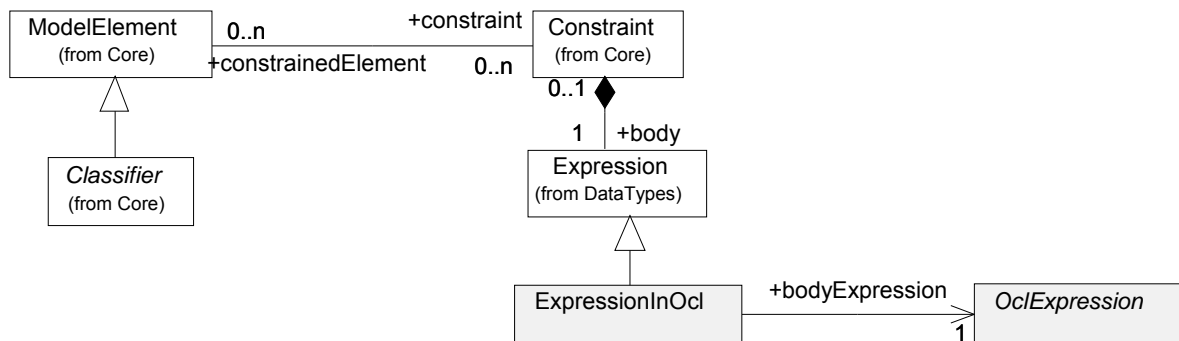 ModelElement
(from Core)
0..n
+constrainedElement
+constraint
0..n
Constraint
(from Core)
0..1
1
+body
Classifier
(from Core)
Expression
(from DataTypes)
ExpressionInOcl
+bodyExpression
1
OclExpression